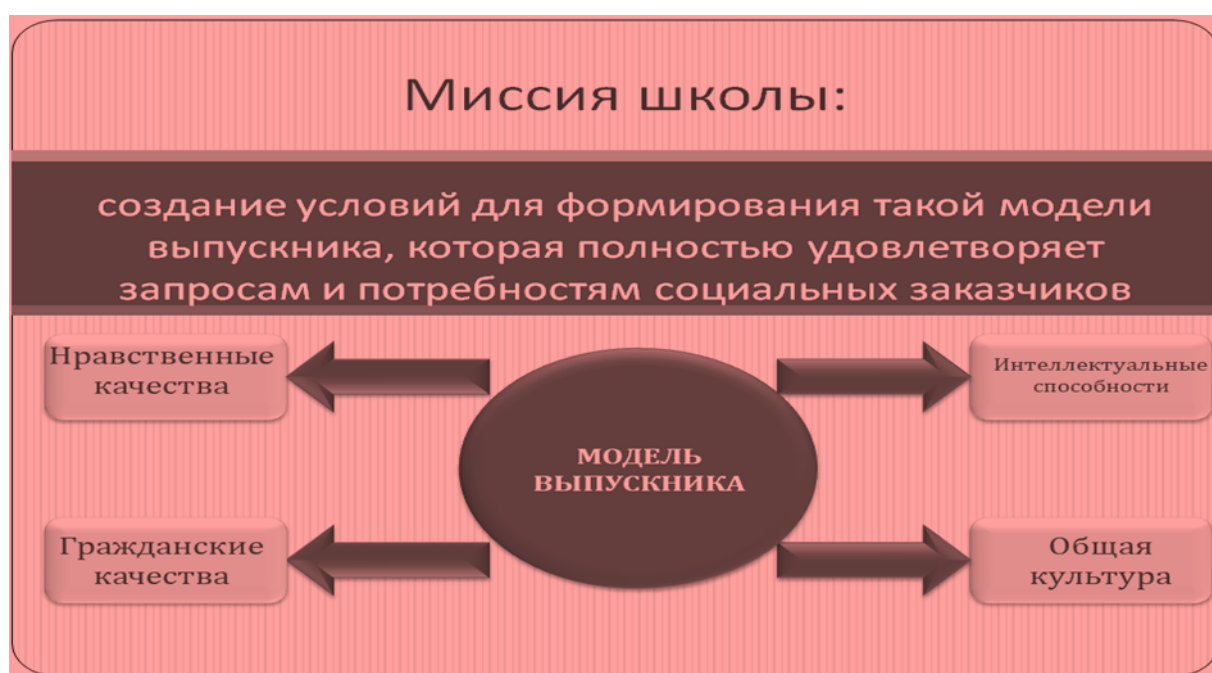 Миссия школы:
создание условий для формирования такой модели
выпускника, которая полностью удовлетворяет
запросам и потребностям социальных заказчиков
Нравственные
качества
Интеллектуальные
способности
МОДЕЛЬ
ВЫПУСКНИКА
Гражданские
качества
Общая
культура